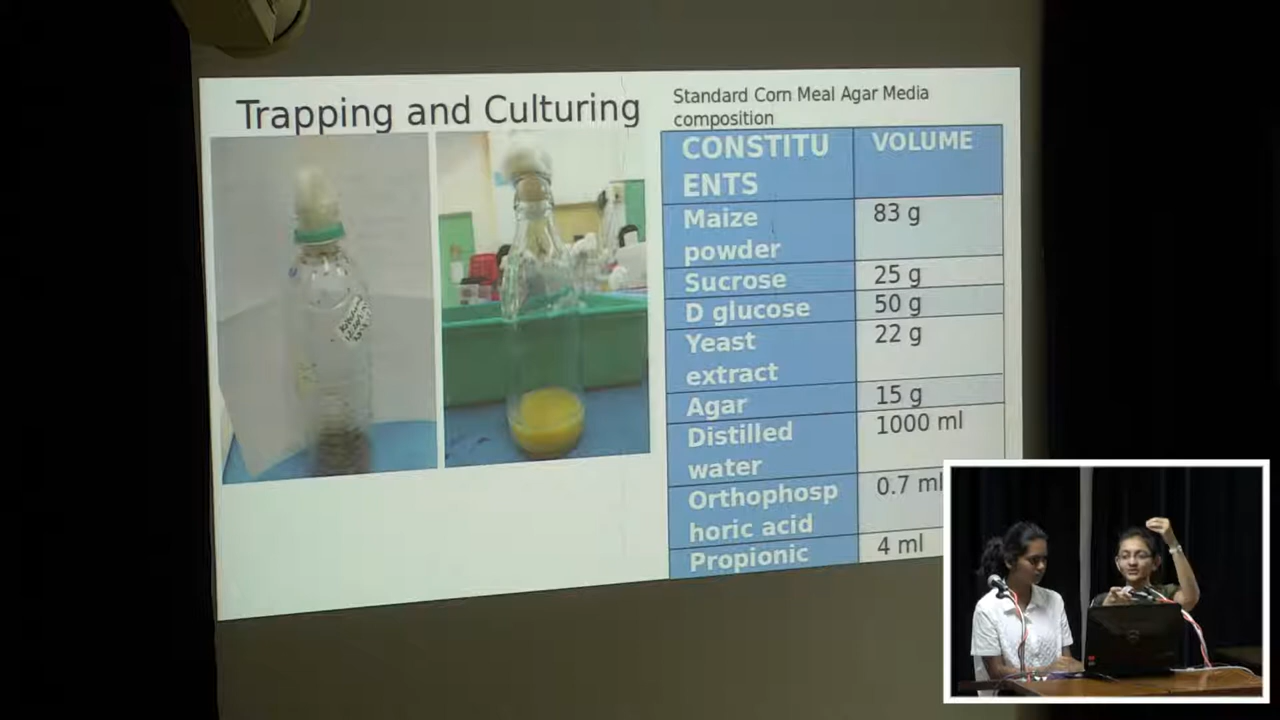 Trapping and Culturing
Standard Corn Meal Agar Media
composition
CONSTITU
ENTS
VOLUME
Maize
powder
83 g
Sucrose
25 g
D glucose
50 g
Yeast
extract
22 g
Agar
15 g
Distilled
water
1000 ml
Orthophosp
horic acid
0.7 ml
Propionic
4 ml